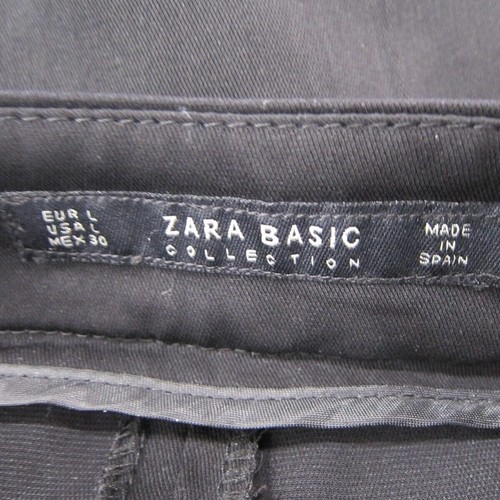 EUR L
USA L
MEX 30
ZARA BASIC
COLLECTION
MADE
IN
SPAIN